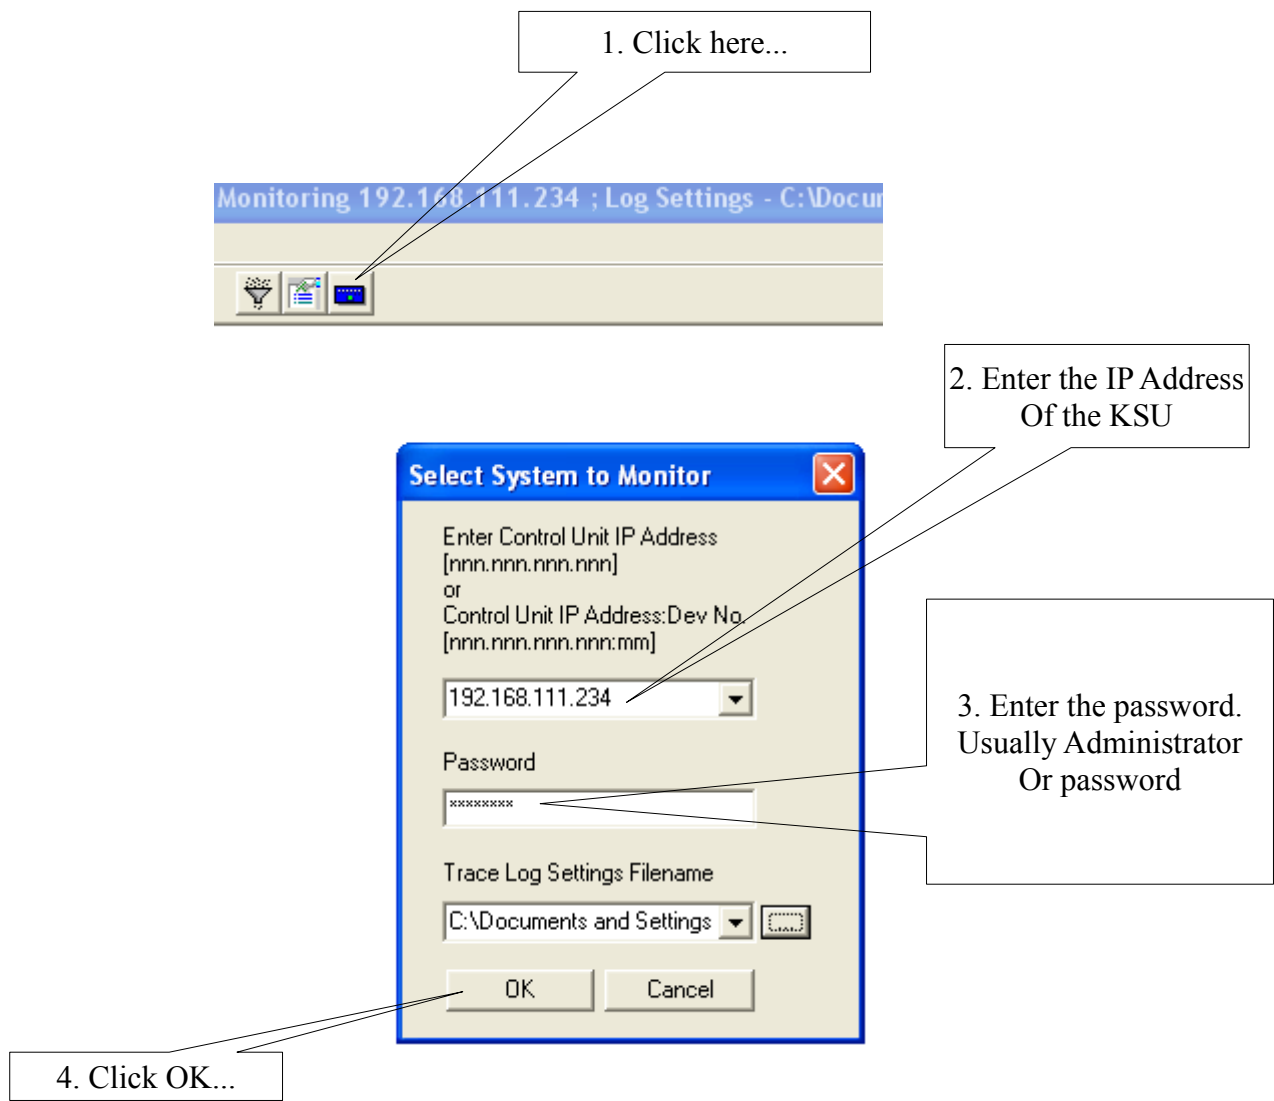 1. Click here...
Monitoring 192.168.111.234 ; Log Settings - C:\Docu
2. Enter the IP Address
Of the KSU
Select System to Monitor
Enter Control Unit IP Address
[nnn.nnn.nnn.nnn]
or
Control Unit IP Address:Dev No.
[nnn.nnn.nnn.nnn:mm]
192.168.111.234
3. Enter the password.
Usually Administrator
Or password
Password
xxxxxxxx
Trace Log Settings Filename
C:\Documents and Settings
OK
Cancel
4. Click OK...